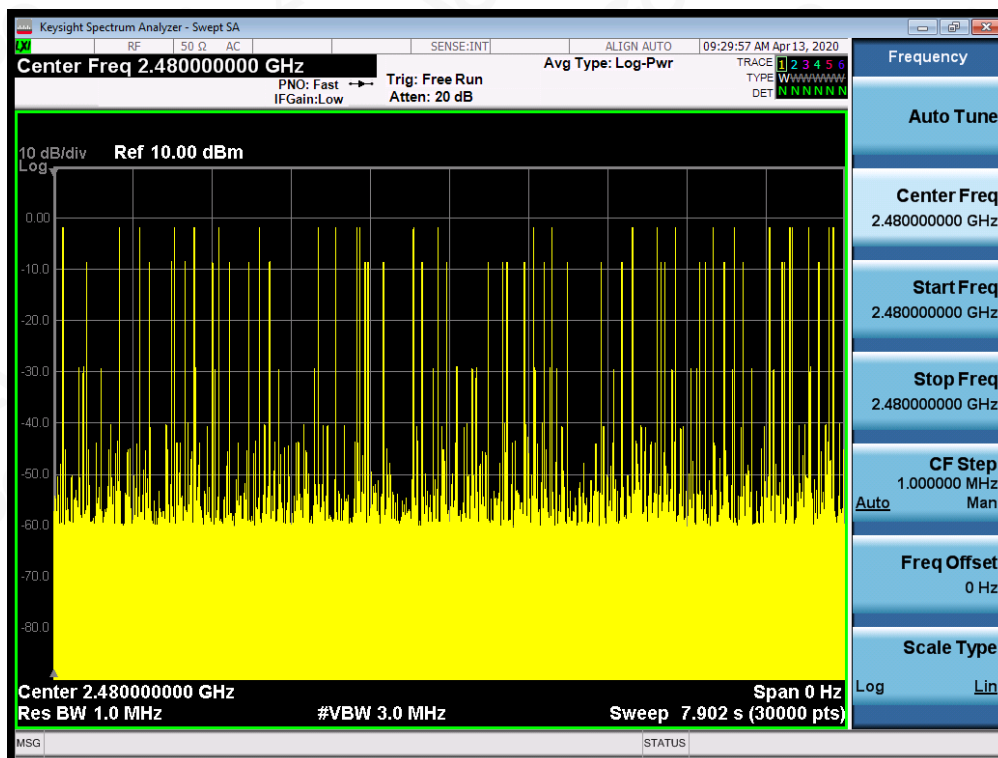 Keysight Spectrum Analyzer - Swept SA
LXI RF 50 Ω AC SENSE:INT ALIGN AUTO 09:29:57 AM Apr 13, 2020
Center Freq 2.480000000 GHz
PNO: Fast
IFGain:Low
Trig: Free Run
Atten: 20 dB
Avg Type: Log-Pwr
TRACE 1 2 3 4 5 6
TYPE WWWWWW
DET N N N N N N
10 dB/div Ref 10.00 dBm
Log
0.00
-10.0
-20.0
-30.0
-40.0
-50.0
-60.0
-70.0
-80.0
Center 2.480000000 GHz Span 0 Hz
Res BW 1.0 MHz #VBW 3.0 MHz Sweep 7.902 s (30000 pts)
MSG STATUS
Frequency
Auto Tune
Center Freq
2.480000000 GHz
Start Freq
2.480000000 GHz
Stop Freq
2.480000000 GHz
CF Step
1.000000 MHz
Auto Man
Freq Offset
0 Hz
Scale Type
Log Lin